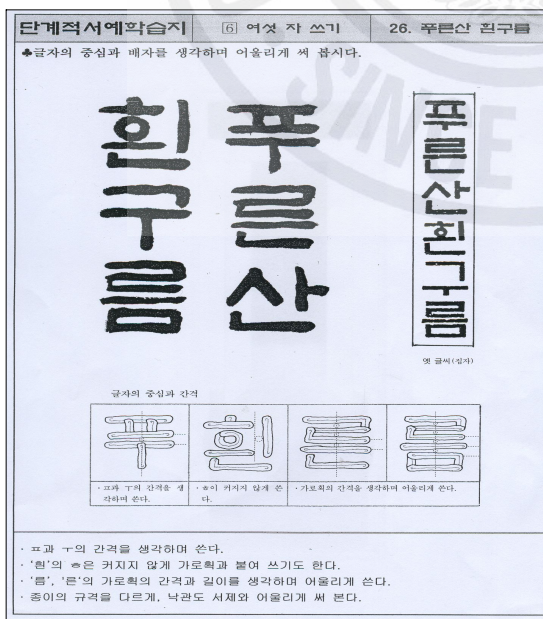 단계적서예학습지 6 여섯 자 쓰기 26. 푸른산 흰구름
♣글자의 중심과 배자를 생각하며 어울리게 써 봅시다.
푸른산
흰구름
푸른산흰구름
옛 글씨(집자)
글자의 중심과 간격
푸 흰 른 름
·ㅍ과 ㅜ의 간격을 생각하며 쓴다.
·ㅎ이 커지지 않게 쓴다.
·가로획의 간격을 생각하며 어울리게 쓴다.
· ㅍ과 ㅜ의 간격을 생각하며 쓴다.
· '흰'의 ㅎ은 커지지 않게 가로획과 붙여 쓰기도 한다.
· '름', '른'의 가로획의 간격과 길이를 생각하며 어울리게 쓴다.
· 종이의 규격을 다르게, 낙관도 서제와 어울리게 써 본다.